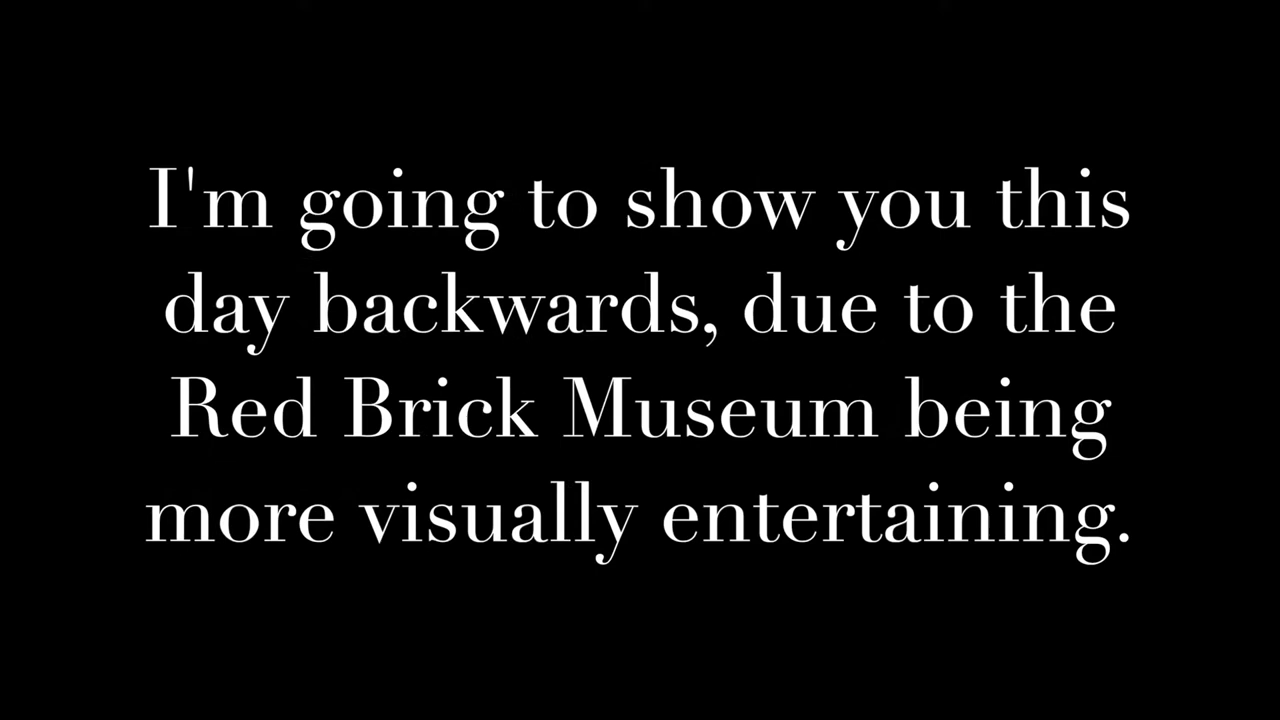 I'm going to show you this
day backwards, due to the
Red Brick Museum being
more visually entertaining.